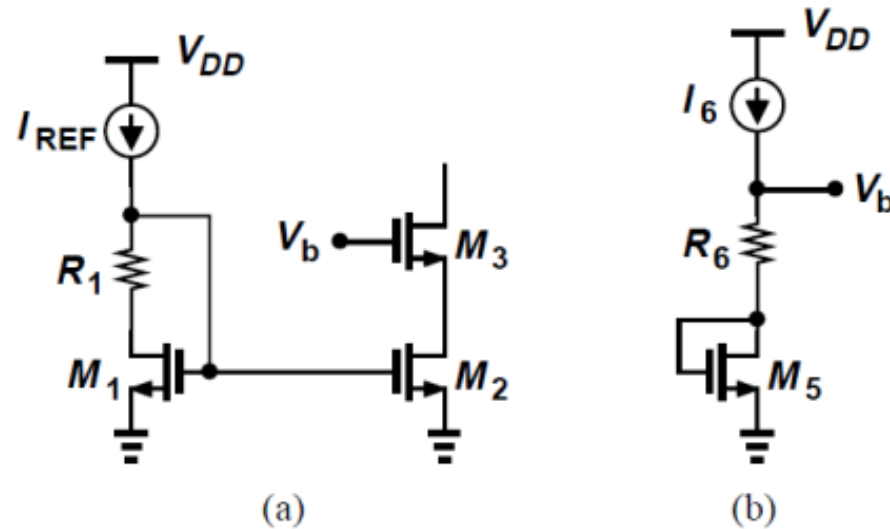 V_DD
I_REF
R_1
M_1
V_b
M_3
M_2
(a)
V_DD
I_6
V_b
R_6
M_5
(b)